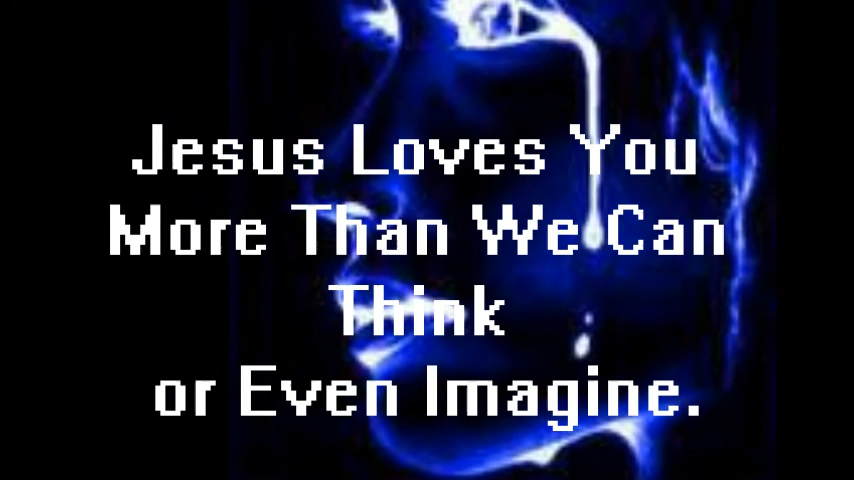 Jesus Loves You
More Than We Can
Think
or Even Imagine.